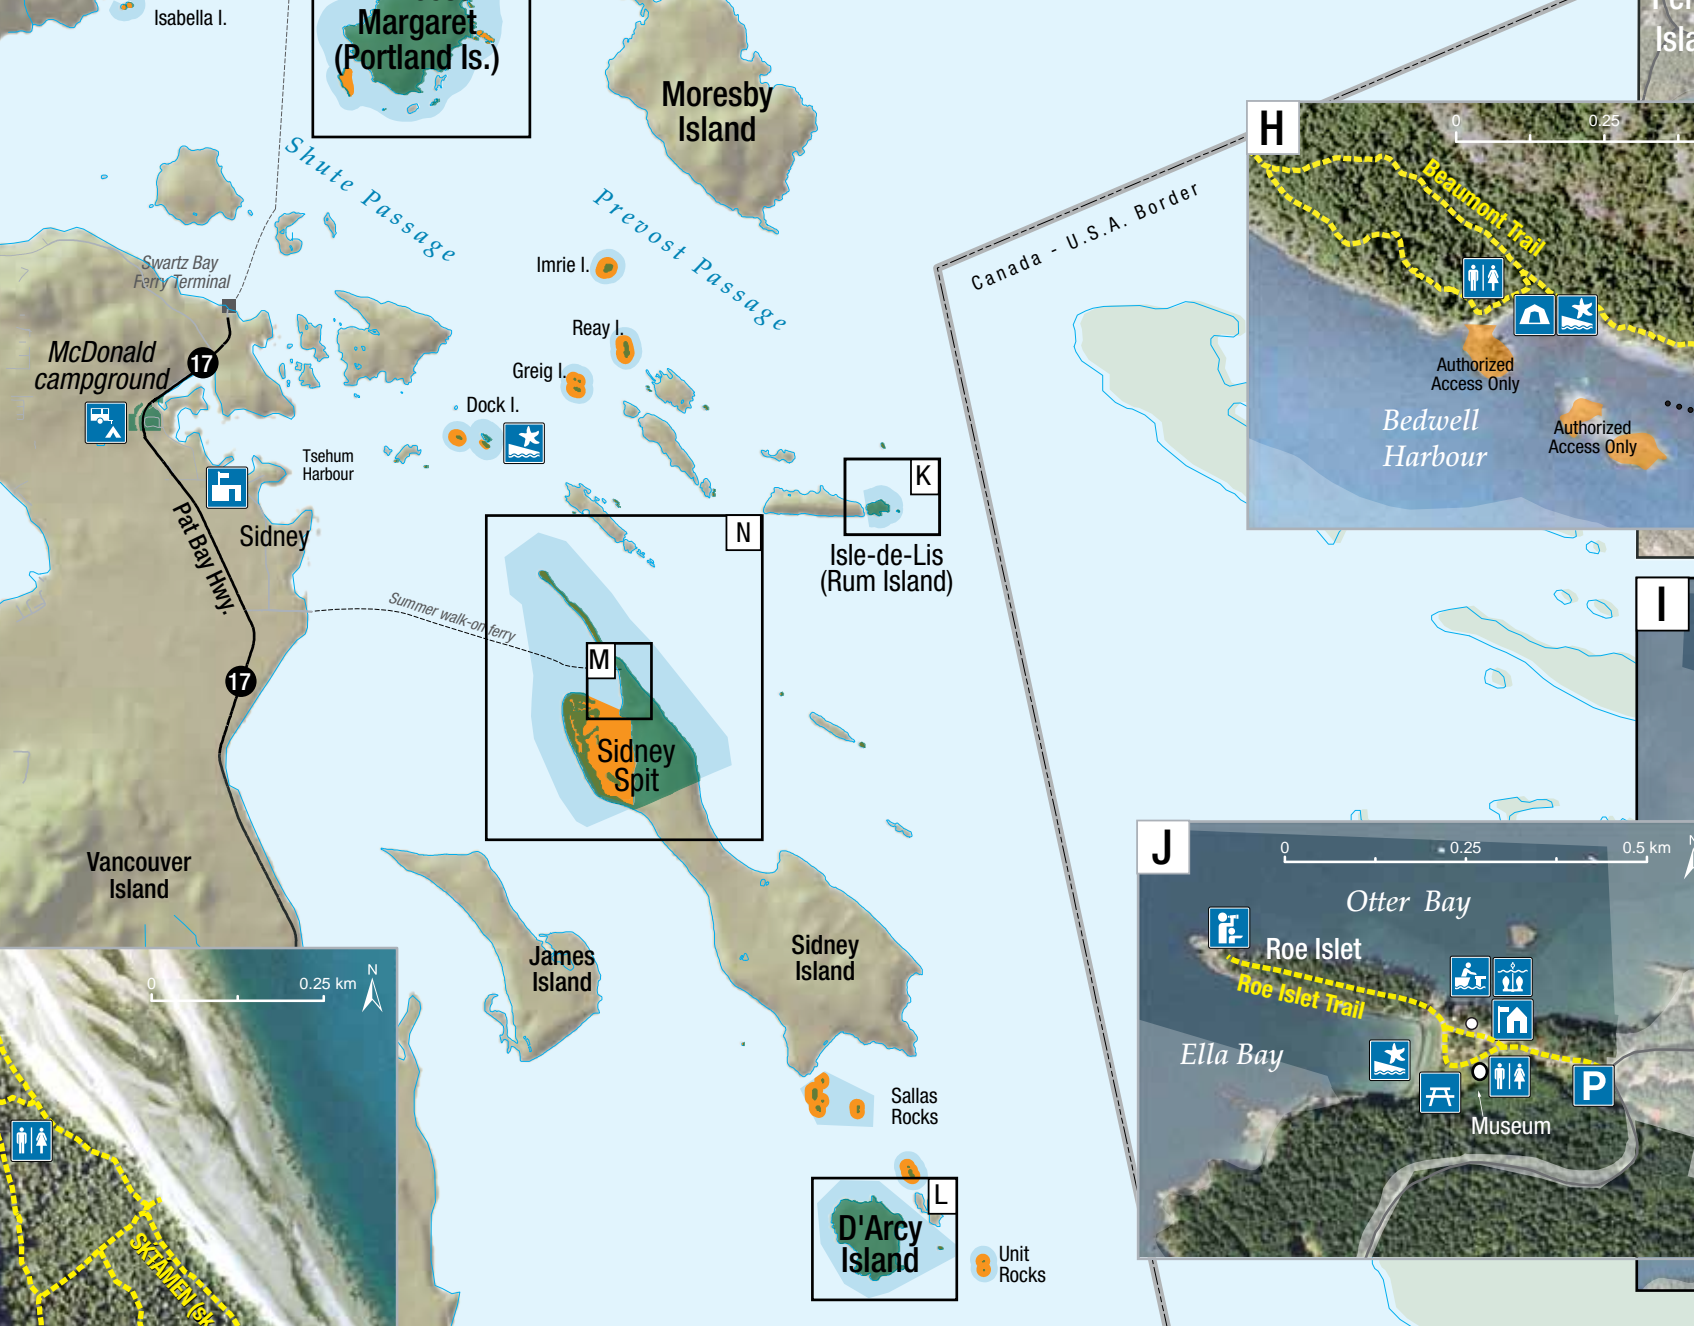 Isabella I.
Margaret
(Portland Is.)
Moresby
Island
Shute Passage
Prevost Passage
Canada - U.S.A. Border
Swartz Bay
Ferry Terminal
Imrie I.
Reay I.
Greig I.
Dock I.
McDonald
campground
17
Tsehum
Harbour
Sidney
Pat Bay Hwy.
17
Summer walk-on ferry
N
M
Sidney
Spit
K
Isle-de-Lis
(Rum Island)
Vancouver
Island
James
Island
Sidney
Island
Sallas
Rocks
L
D'Arcy
Island
Unit
Rocks
H
0
0.25
Beaumont Trail
Authorized
Access Only
Authorized
Access Only
Bedwell
Harbour
I
J
0
0.25
0.5 km
N
Otter Bay
Roe Islet
Roe Islet Trail
Ella Bay
P
Museum
0
0.25 km
N